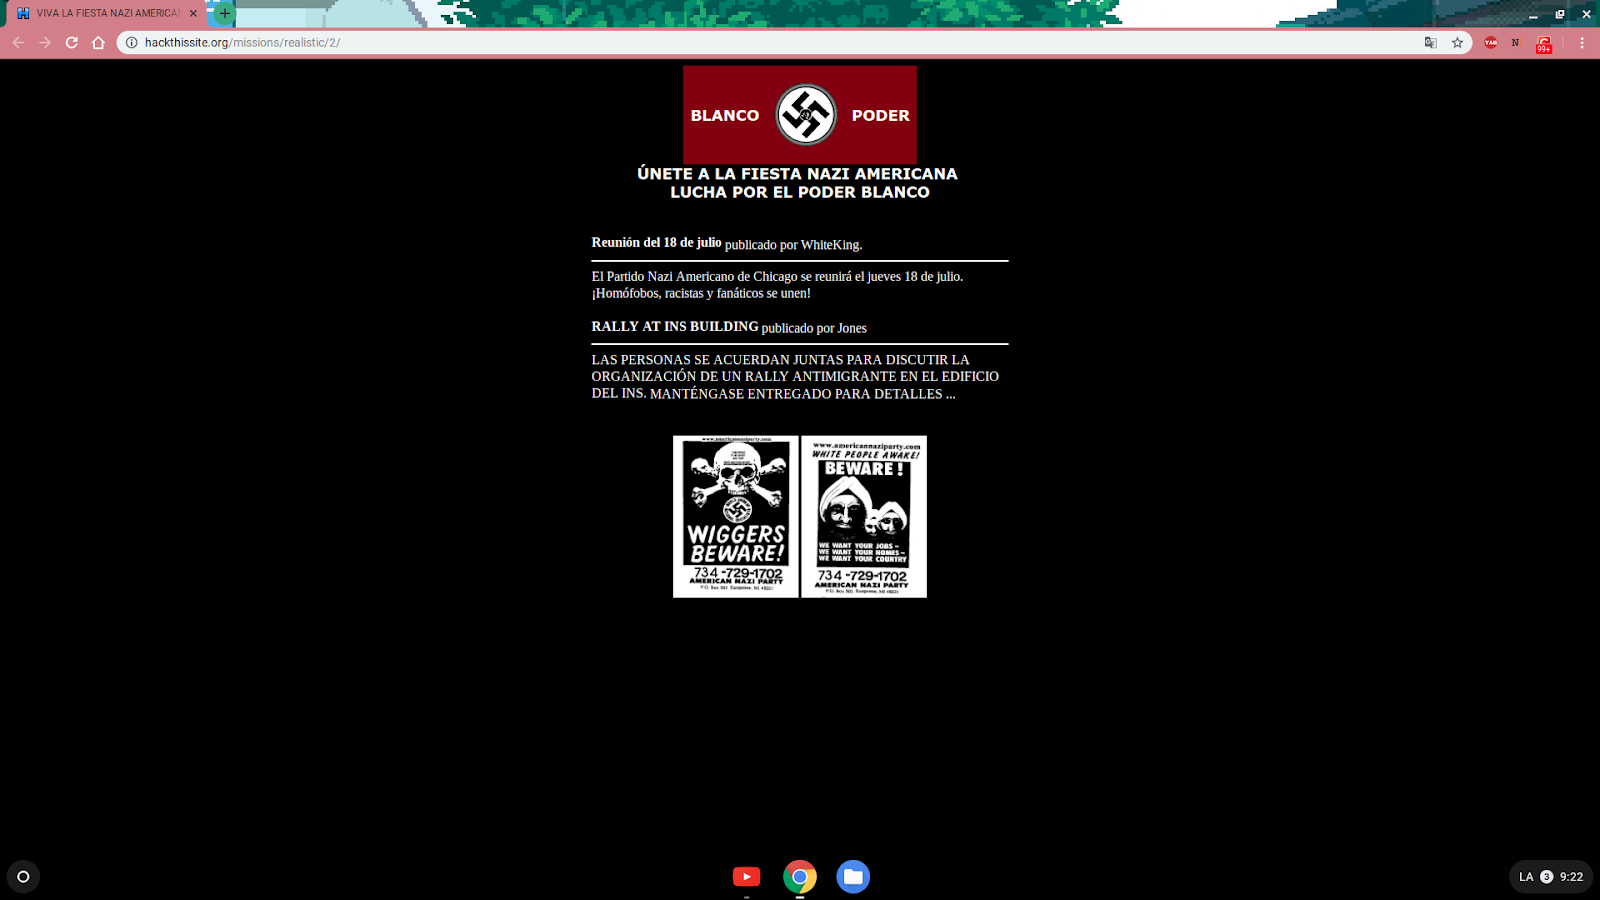 VIVA LA FIESTA NAZI AMERICAN
hackthissite.org/missions/realistic/2/
YAB
N
99+
BLANCO PODER
ÚNETE A LA FIESTA NAZI AMERICANA
LUCHA POR EL PODER BLANCO
Reunión del 18 de julio publicado por WhiteKing.
El Partido Nazi Americano de Chicago se reunirá el jueves 18 de julio.
¡Homófobos, racistas y fanáticos se unen!
RALLY AT INS BUILDING publicado por Jones
LAS PERSONAS SE ACUERDAN JUNTAS PARA DISCUTIR LA
ORGANIZACIÓN DE UN RALLY ANTIMIGRANTE EN EL EDIFICIO
DEL INS. MANTÉNGASE ENTREGADO PARA DETALLES ...
www.americannaziparty.com
WIGGERS
BEWARE!
734-729-1702
AMERICAN NAZI PARTY
www.americannaziparty.com
WHITE PEOPLE AWAKE!
BEWARE!
WE WANT YOUR JOBS-
WE WANT YOUR HOMES-
WE WANT YOUR COUNTRY
734-729-1702
AMERICAN NAZI PARTY
LA 3 9:22